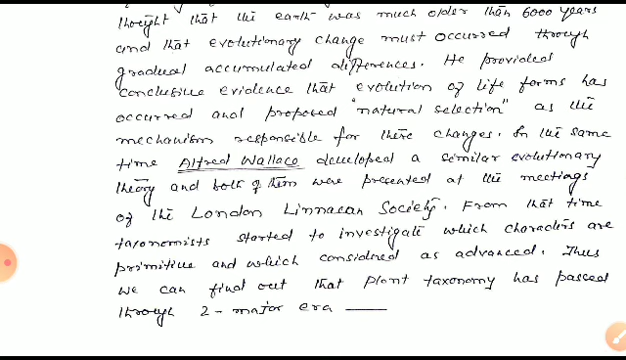 thought that the earth was much older than 6000 years
and that evolutionary change must occurred through
gradual accumulated differences. He provided
conclusive evidence that evolution of life forms has
occurred and proposed "natural selection" as the
mechanism responsible for there changes. In the same
time Alfred Wallace developed a similar evolutionary
theory and both of them were presented at the meetings
of the London Linnaean Society. From that time
taxonomists started to investigate which characters are
primitive and which considered as advanced. Thus
we can find out that plant taxonomy has passed
through 2-major era —